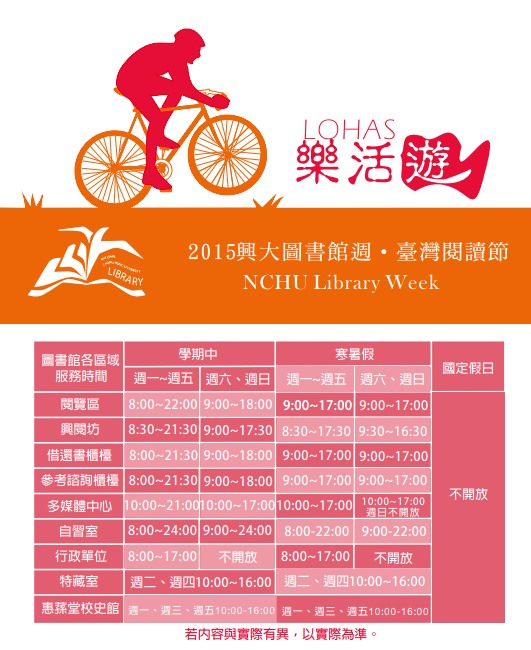 LOHAS
樂活遊
2015興大圖書館週・臺灣閱讀節
NCHU Library Week
LIBRARY
圖書館各區域服務時間 學期中 寒暑假 國定假日
週一~週五 週六、週日 週一~週五 週六、週日
閱覽區 8:00~22:00 9:00~18:00 9:00~17:00 9:00~17:00 不開放
興閱坊 8:30~21:30 9:00~17:30 8:30~17:30 9:30~16:30
借還書櫃檯 8:00~21:30 9:00~18:00 9:00~17:00 9:00~17:00
參考諮詢櫃檯 8:00~21:30 9:00~18:00 9:00~17:00 9:00~17:00
多媒體中心 10:00~21:00 10:00~17:00 10:00~17:00 10:00~17:00 週日不開放
自習室 8:00~24:00 9:00~24:00 8:00-22:00 9:00-22:00
行政單位 8:00~17:00 不開放 8:00~17:00 不開放
特藏室 週二、週四10:00~16:00 週二、週四10:00~16:00
惠蓀堂校史館 週一、週三、週五10:00-16:00 週一、週三、週五10:00-16:00
若內容與實際有異，以實際為準。